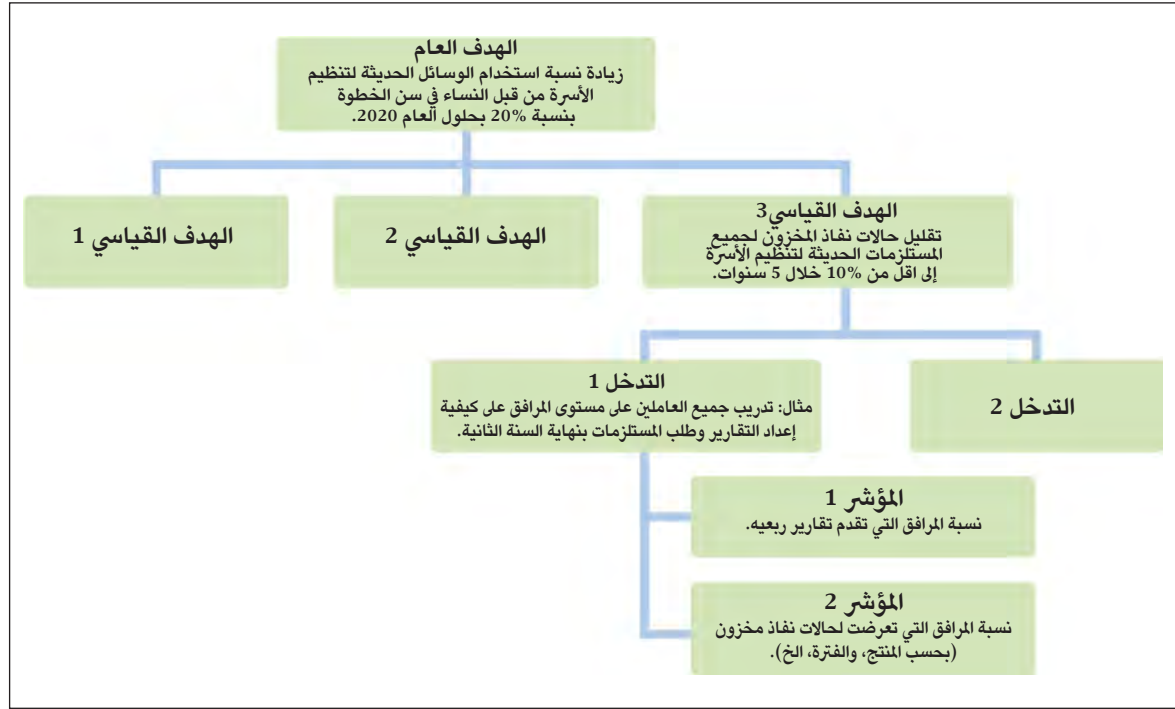 الهدف العام
زيادة نسبة استخدام الوسائل الحديثة لتنظيم
الأسرة من قبل النساء في سن الخطوة
بنسبة 20% بحلول العام 2020.
الهدف القياسي3
تقليل حالات نفاذ المخزون لجميع
المستلزمات الحديثة لتنظيم الأسرة
إلى اقل من 10% خلال 5 سنوات.
الهدف القياسي 2
الهدف القياسي 1
التدخل 2
التدخل 1
مثال: تدريب جميع العاملين على مستوى المرافق على كيفية
إعداد التقارير وطلب المستلزمات بنهاية السنة الثانية.
المؤشر 1
نسبة المرافق التي تقدم تقارير ربعيه.
المؤشر 2
نسبة المرافق التي تعرضت لحالات نفاذ مخزون
(بحسب المنتج، والفترة، الخ).